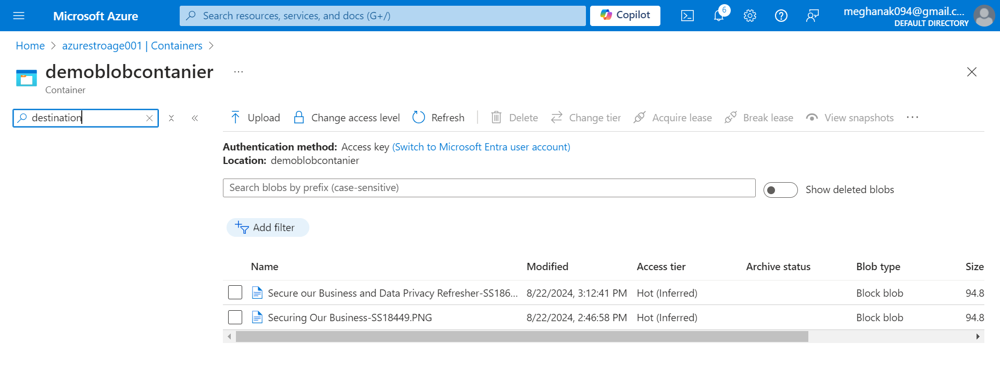 Microsoft Azure
Search resources, services, and docs (G+/)
Copilot
6
meghanak094@gmail.c...
DEFAULT DIRECTORY
Home > azurestroage001 | Containers >
demoblobcontanier ...
Container
destination
Upload Change access level Refresh Delete Change tier Acquire lease Break lease View snapshots ...
Authentication method: Access key (Switch to Microsoft Entra user account)
Location: demoblobcontanier
Search blobs by prefix (case-sensitive)
Show deleted blobs
Add filter
Name Modified Access tier Archive status Blob type Size
Secure our Business and Data Privacy Refresher-SS186... 8/22/2024, 3:12:41 PM Hot (Inferred) Block blob 94.8
Securing Our Business-SS18449.PNG 8/22/2024, 2:46:58 PM Hot (Inferred) Block blob 94.8